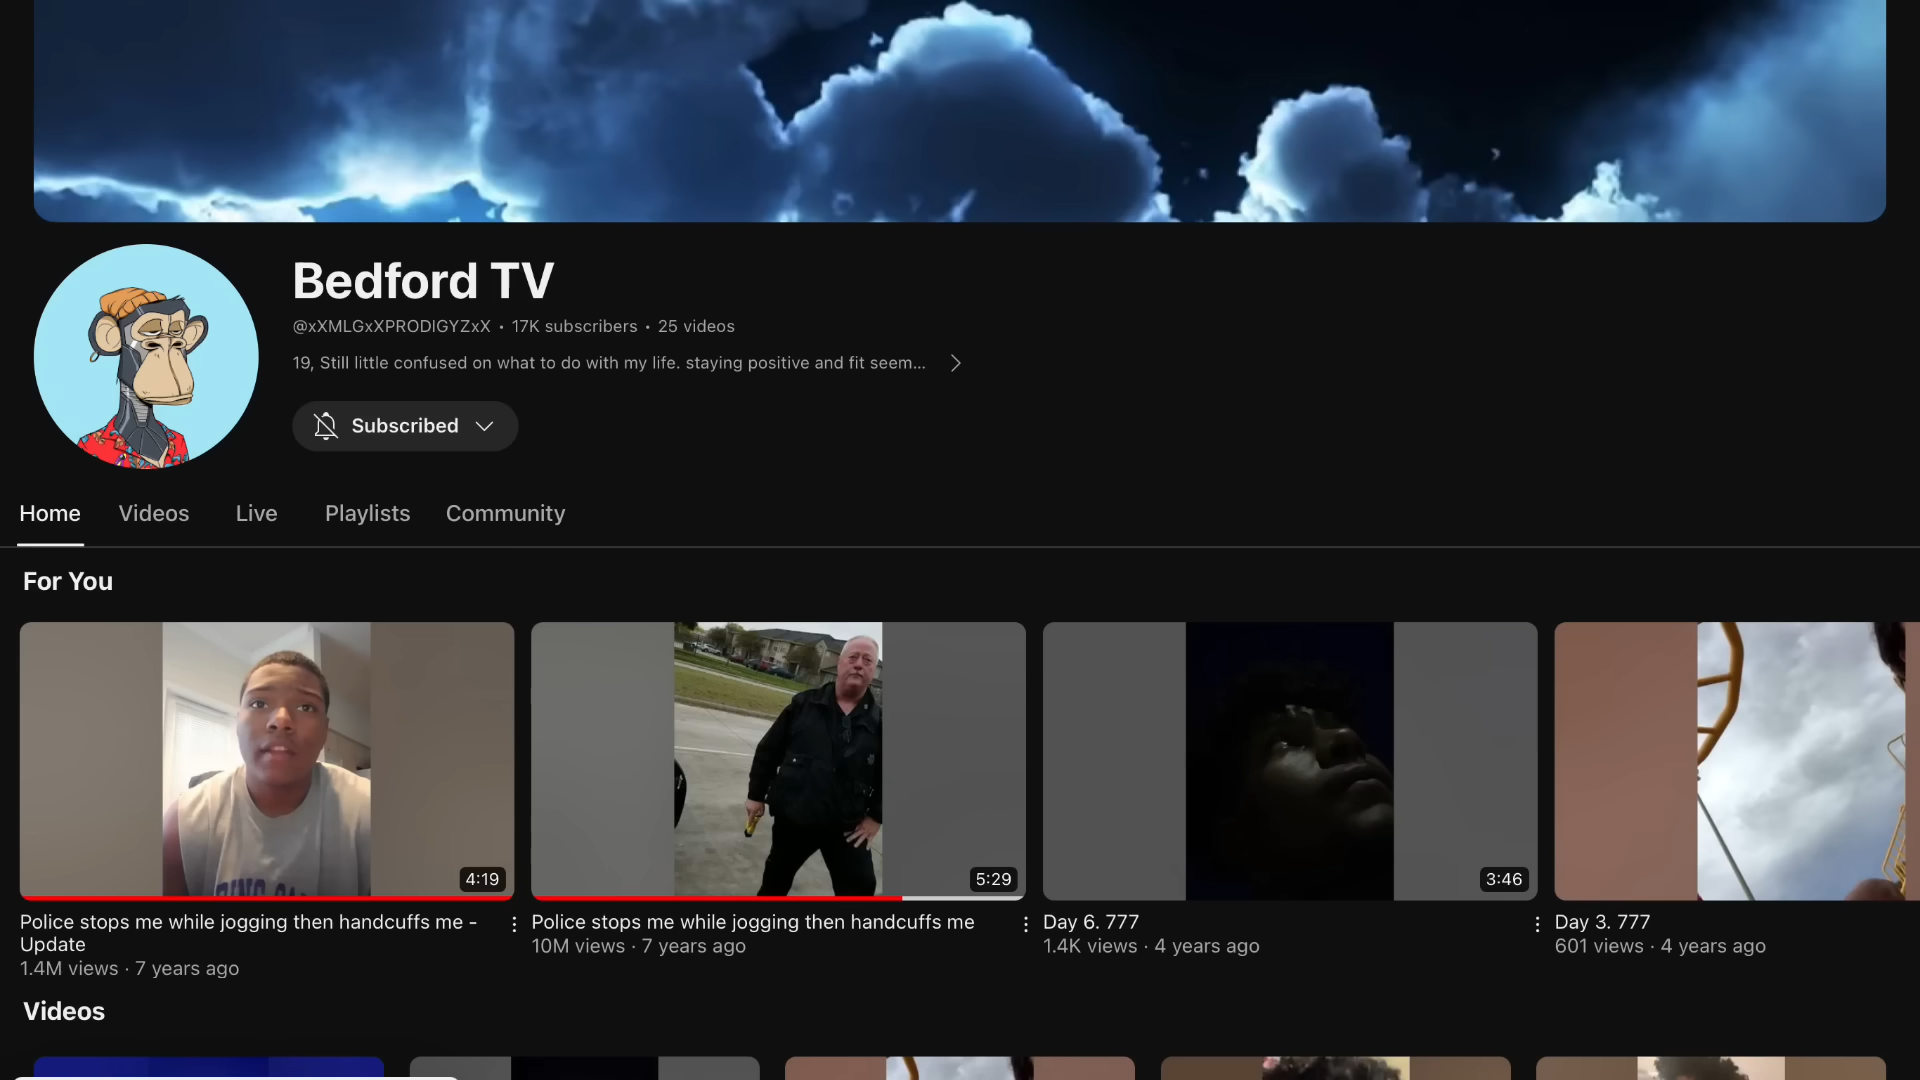 Bedford TV
@xXMLGxXPRODIGYZxX • 17K subscribers • 25 videos
19, Still little confused on what to do with my life. staying positive and fit seem...
Subscribed
Home Videos Live Playlists Community
For You
4:19
5:29
3:46
Police stops me while jogging then handcuffs me -
Update
1.4M views · 7 years ago
Police stops me while jogging then handcuffs me
10M views · 7 years ago
Day 6. 777
1.4K views · 4 years ago
Day 3. 777
601 views · 4 years ago
Videos